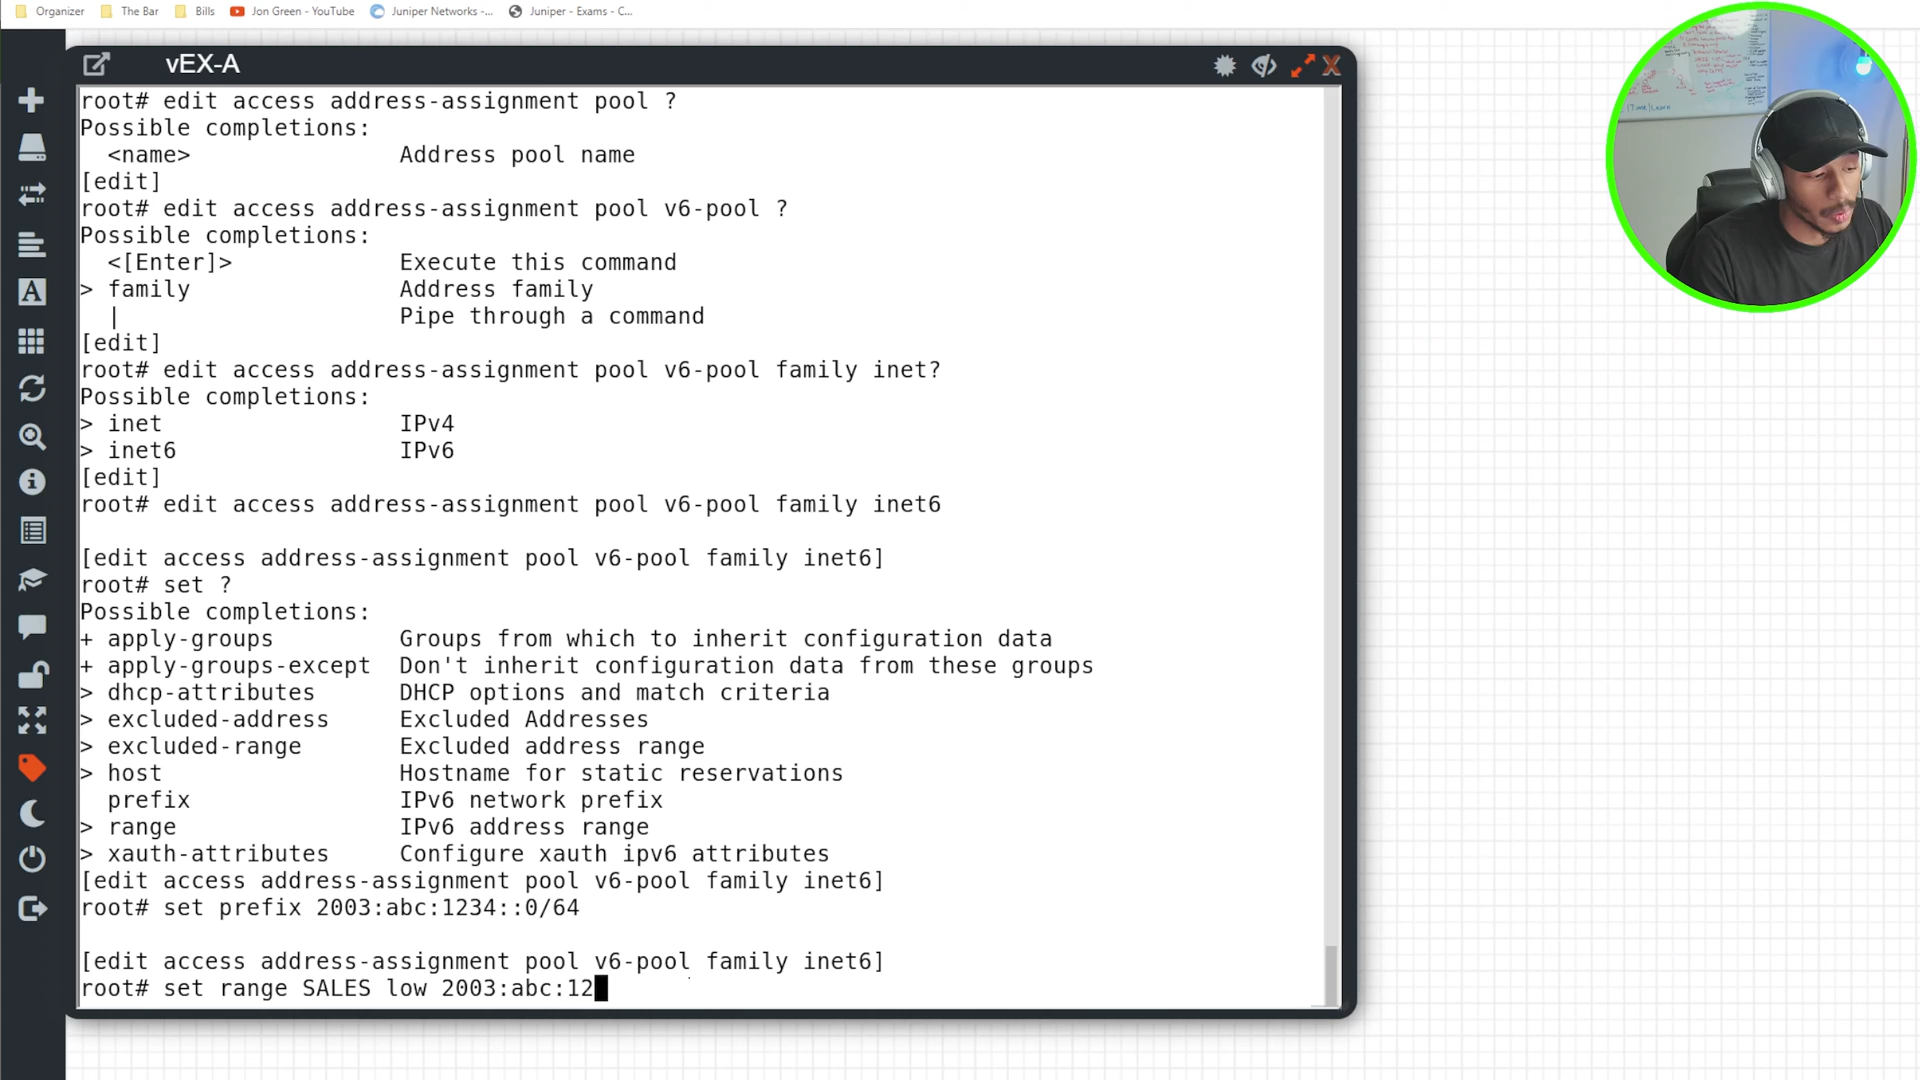 Organizer The Bar Bills Jon Green - YouTube Juniper Networks -... Juniper - Exams - C...
vEX-A
root# edit access address-assignment pool ?
Possible completions:
<name> Address pool name
[edit]
root# edit access address-assignment pool v6-pool ?
Possible completions:
<[Enter]> Execute this command
> family Address family
| Pipe through a command
[edit]
root# edit access address-assignment pool v6-pool family inet?
Possible completions:
> inet IPv4
> inet6 IPv6
[edit]
root# edit access address-assignment pool v6-pool family inet6
[edit access address-assignment pool v6-pool family inet6]
root# set ?
Possible completions:
+ apply-groups Groups from which to inherit configuration data
+ apply-groups-except Don't inherit configuration data from these groups
> dhcp-attributes DHCP options and match criteria
> excluded-address Excluded Addresses
> excluded-range Excluded address range
> host Hostname for static reservations
prefix IPv6 network prefix
> range IPv6 address range
> xauth-attributes Configure xauth ipv6 attributes
[edit access address-assignment pool v6-pool family inet6]
root# set prefix 2003:abc:1234::0/64
[edit access address-assignment pool v6-pool family inet6]
root# set range SALES low 2003:abc:12